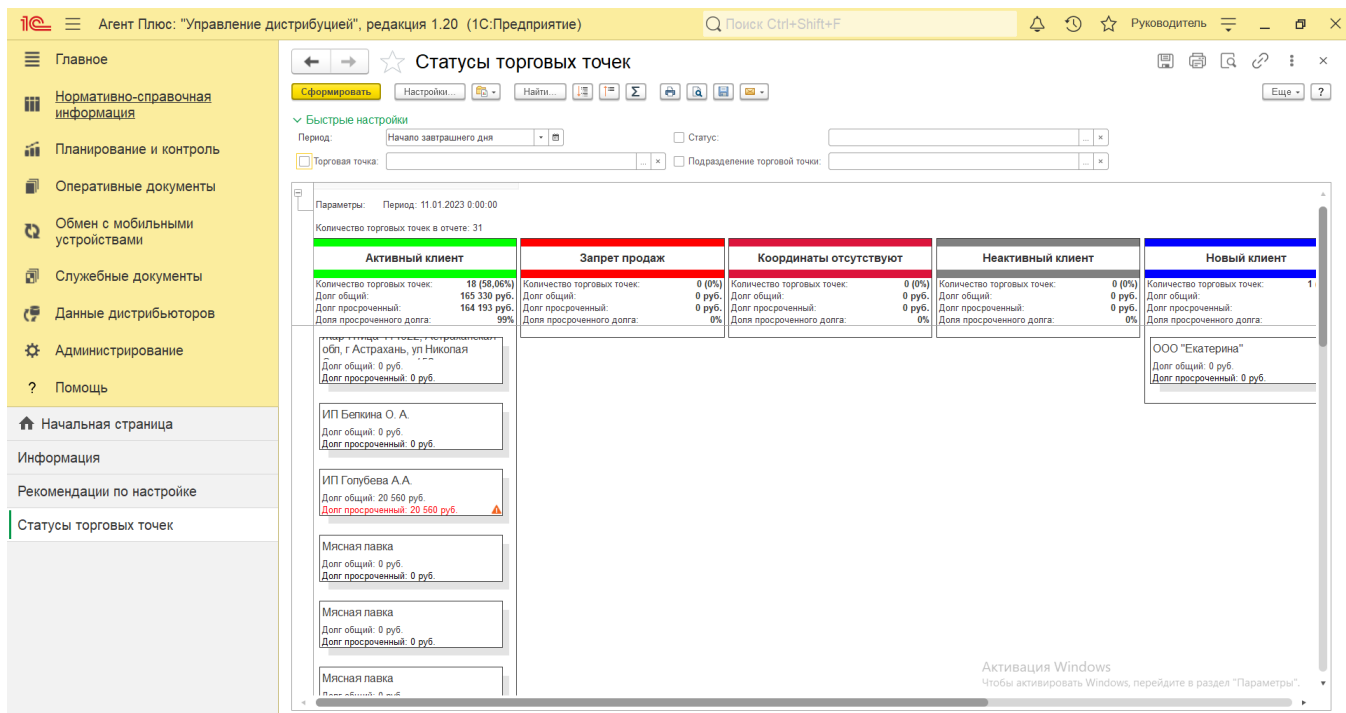 Агент Плюс: "Управление дистрибуцией", редакция 1.20 (1С:Предприятие)
Поиск Ctrl+Shift+F
Руководитель
Главное
Нормативно-справочная
информация
Планирование и контроль
Оперативные документы
Обмен с мобильными
устройствами
Служебные документы
Данные дистрибьюторов
Администрирование
? Помощь
Начальная страница
Информация
Рекомендации по настройке
Статусы торговых точек
Статусы торговых точек
Сформировать Настройки... Найти... Σ Еще ?
Быстрые настройки
Период: Начало завтрашнего дня Статус:
Торговая точка: Подразделение торговой точки:
Параметры: Период: 11.01.2023 0:00:00
Количество торговых точек в отчете: 31
Активный клиент
Количество торговых точек: 18 (58,06%)
Долг общий: 165 330 руб.
Долг просроченный: 164 193 руб.
Доля просроченного долга: 99%
Запрет продаж
Количество торговых точек: 0 (0%)
Долг общий: 0 руб.
Долг просроченный: 0 руб.
Доля просроченного долга: 0%
Координаты отсутствуют
Количество торговых точек: 0 (0%)
Долг общий: 0 руб.
Долг просроченный: 0 руб.
Доля просроченного долга: 0%
Неактивный клиент
Количество торговых точек: 0 (0%)
Долг общий: 0 руб.
Долг просроченный: 0 руб.
Доля просроченного долга: 0%
Новый клиент
Количество торговых точек: 1
Долг общий:
Долг просроченный:
Доля просроченного долга:
обл, г Астрахань, ул Николая
Долг общий: 0 руб.
Долг просроченный: 0 руб.
ИП Белкина О. А.
Долг общий: 0 руб.
Долг просроченный: 0 руб.
ИП Голубева А.А.
Долг общий: 20 560 руб.
Долг просроченный: 20 560 руб.
Мясная лавка
Долг общий: 0 руб.
Долг просроченный: 0 руб.
Мясная лавка
Долг общий: 0 руб.
Долг просроченный: 0 руб.
Мясная лавка
Долг общий: 0 руб.
ООО "Екатерина"
Долг общий: 0 руб.
Долг просроченный: 0 руб.
Активация Windows
Чтобы активировать Windows, перейдите в раздел "Параметры".